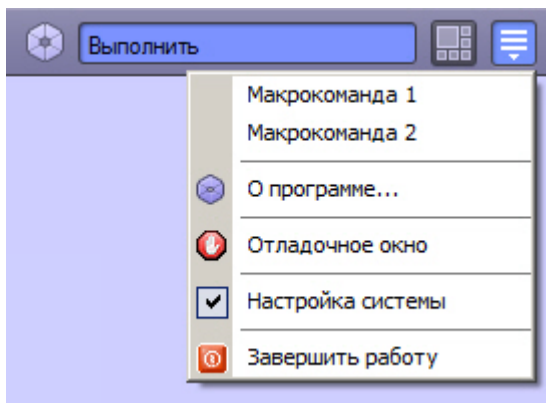 Выполнить
Макрокоманда 1
Макрокоманда 2
О программе...
Отладочное окно
Настройка системы
Завершить работу